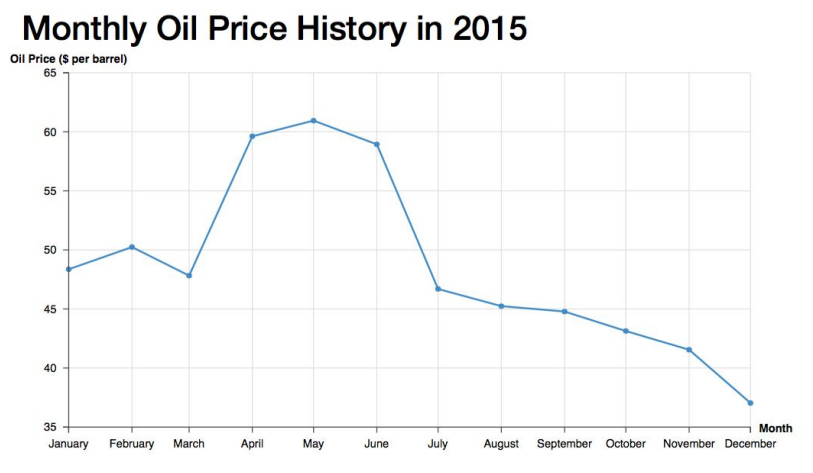 Monthly Oil Price History in 2015
Oil Price ($ per barrel)
65
60
55
50
45
40
35
Month
January February March April May June July August September October November December